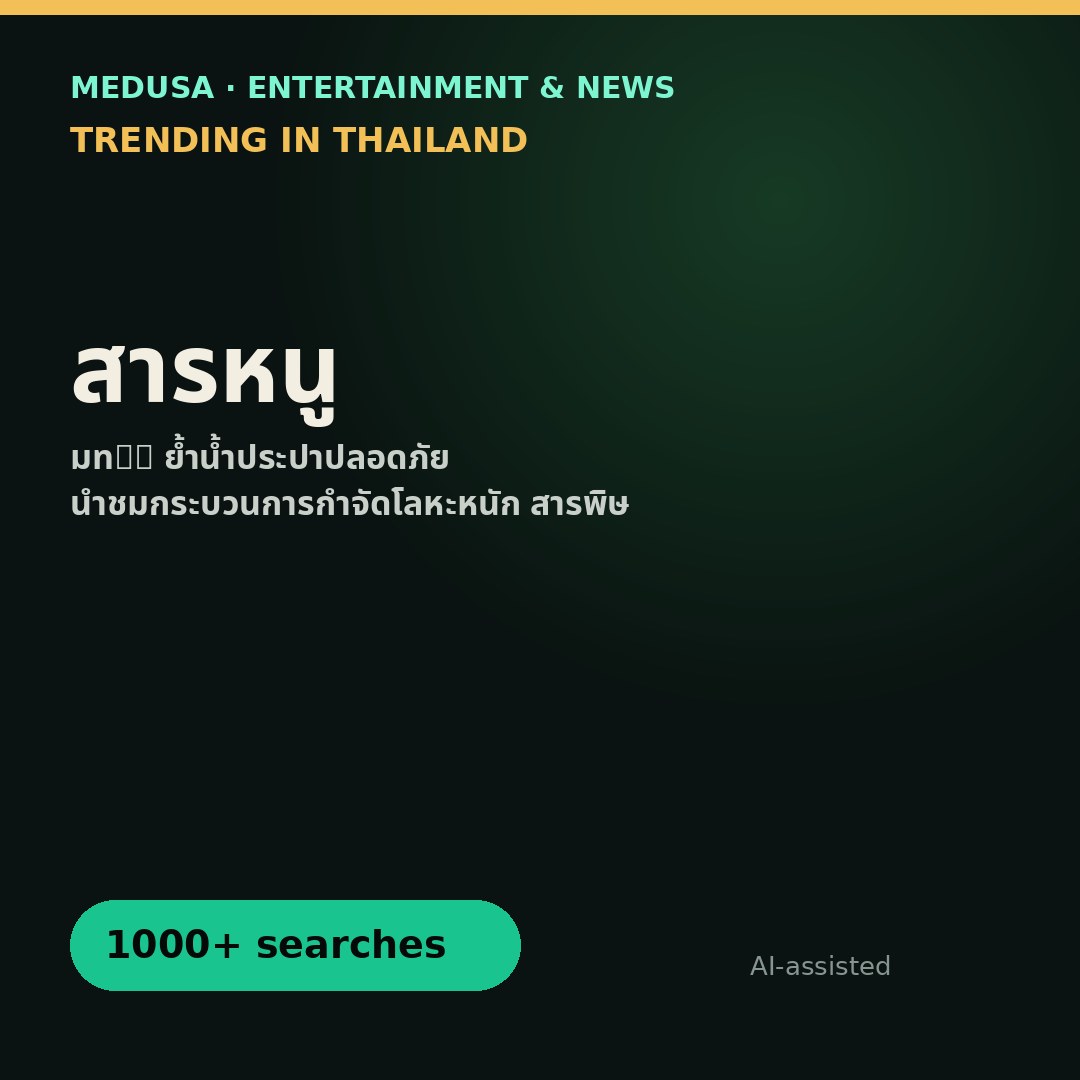 MEDUSA · ENTERTAINMENT & NEWS
TRENDING IN THAILAND
สารหนู
มท▯▯ ย้ำน้ำประปาปลอดภัย
นำชมกระบวนการกำจัดโลหะหนัก สารพิษ
1000+ searches
AI-assisted